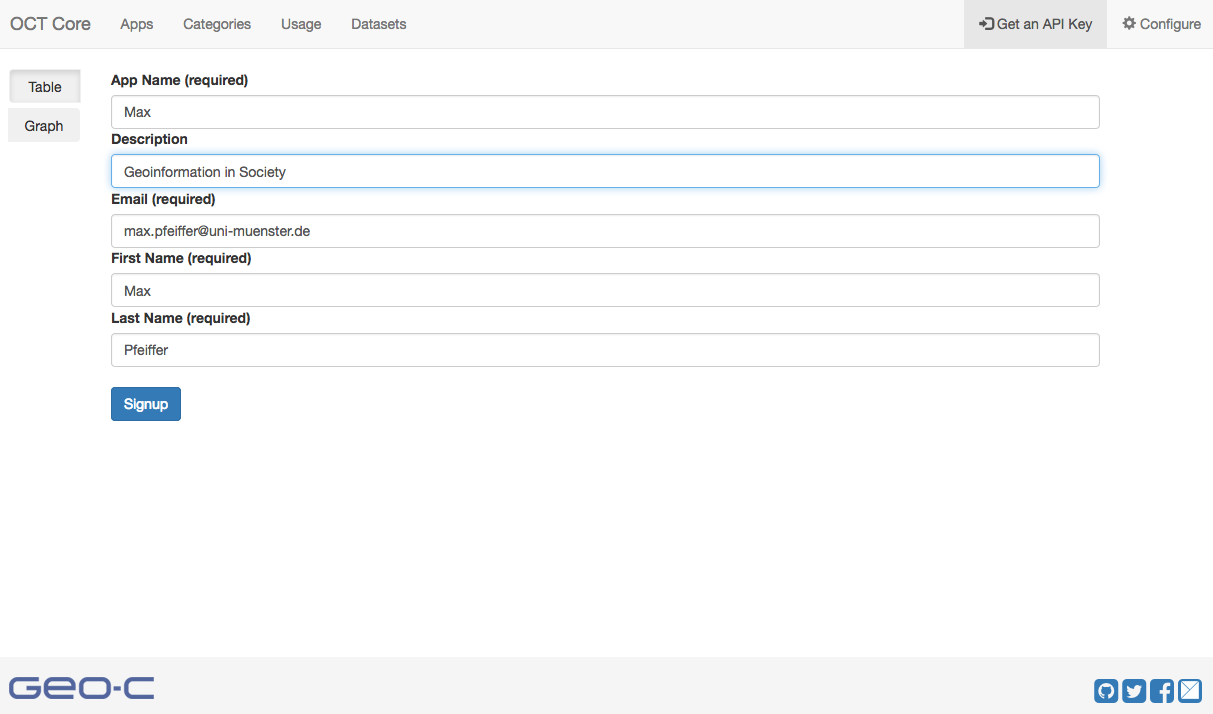 OCT Core Apps Categories Usage Datasets Get an API Key Configure
Table
Graph
App Name (required)
Max
Description
Geoinformation in Society
Email (required)
max.pfeiffer@uni-muenster.de
First Name (required)
Max
Last Name (required)
Pfeiffer
Signup
GEO-C